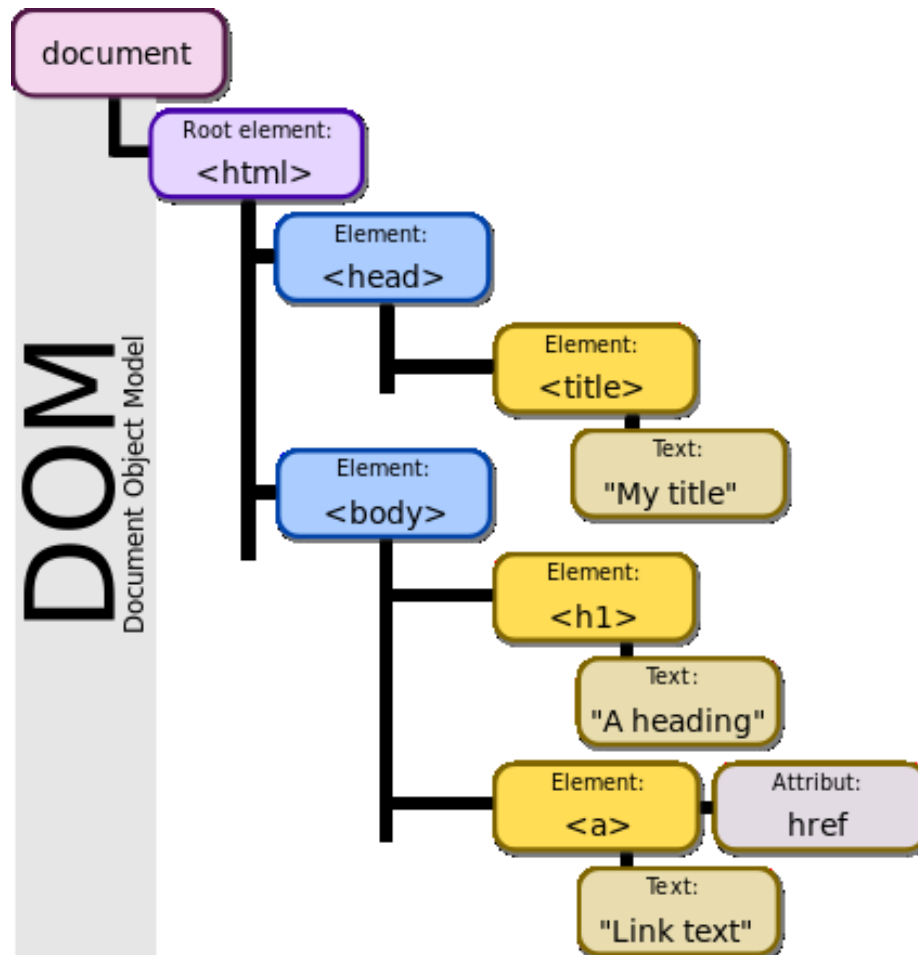 document
Root element:
<html>
Element:
<head>
Element:
<title>
Text:
"My title"
Element:
<body>
Element:
<h1>
Text:
"A heading"
Element:
<a>
Attribut:
href
Text:
"Link text"
DOM
Document Object Model